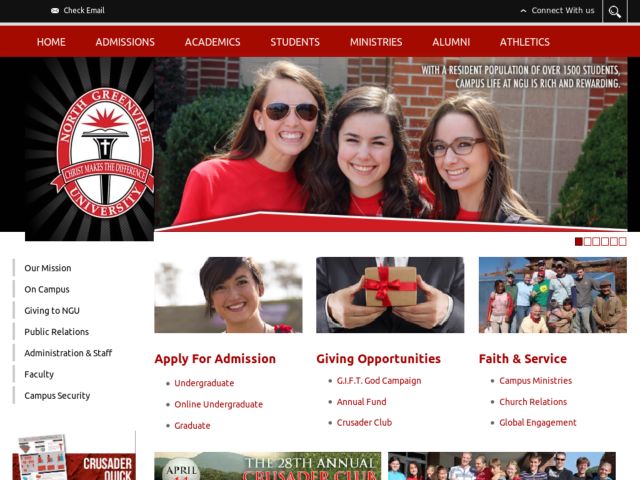 Check Email
Connect With us
HOME ADMISSIONS ACADEMICS STUDENTS MINISTRIES ALUMNI ATHLETICS
NORTH GREENVILLE
CHRIST MAKES THE DIFFERENCE
UNIVERSITY
WITH A RESIDENT POPULATION OF OVER 1500 STUDENTS,
CAMPUS LIFE AT NGU IS RICH AND REWARDING.
Our Mission
On Campus
Giving to NGU
Public Relations
Administration & Staff
Faculty
Campus Security
Apply For Admission
Undergraduate
Online Undergraduate
Graduate
Giving Opportunities
G.I.F.T. God Campaign
Annual Fund
Crusader Club
Faith & Service
Campus Ministries
Church Relations
Global Engagement
CRUSADER
QUICK
APRIL
THE 28TH ANNUAL
CRUSADER CLUB